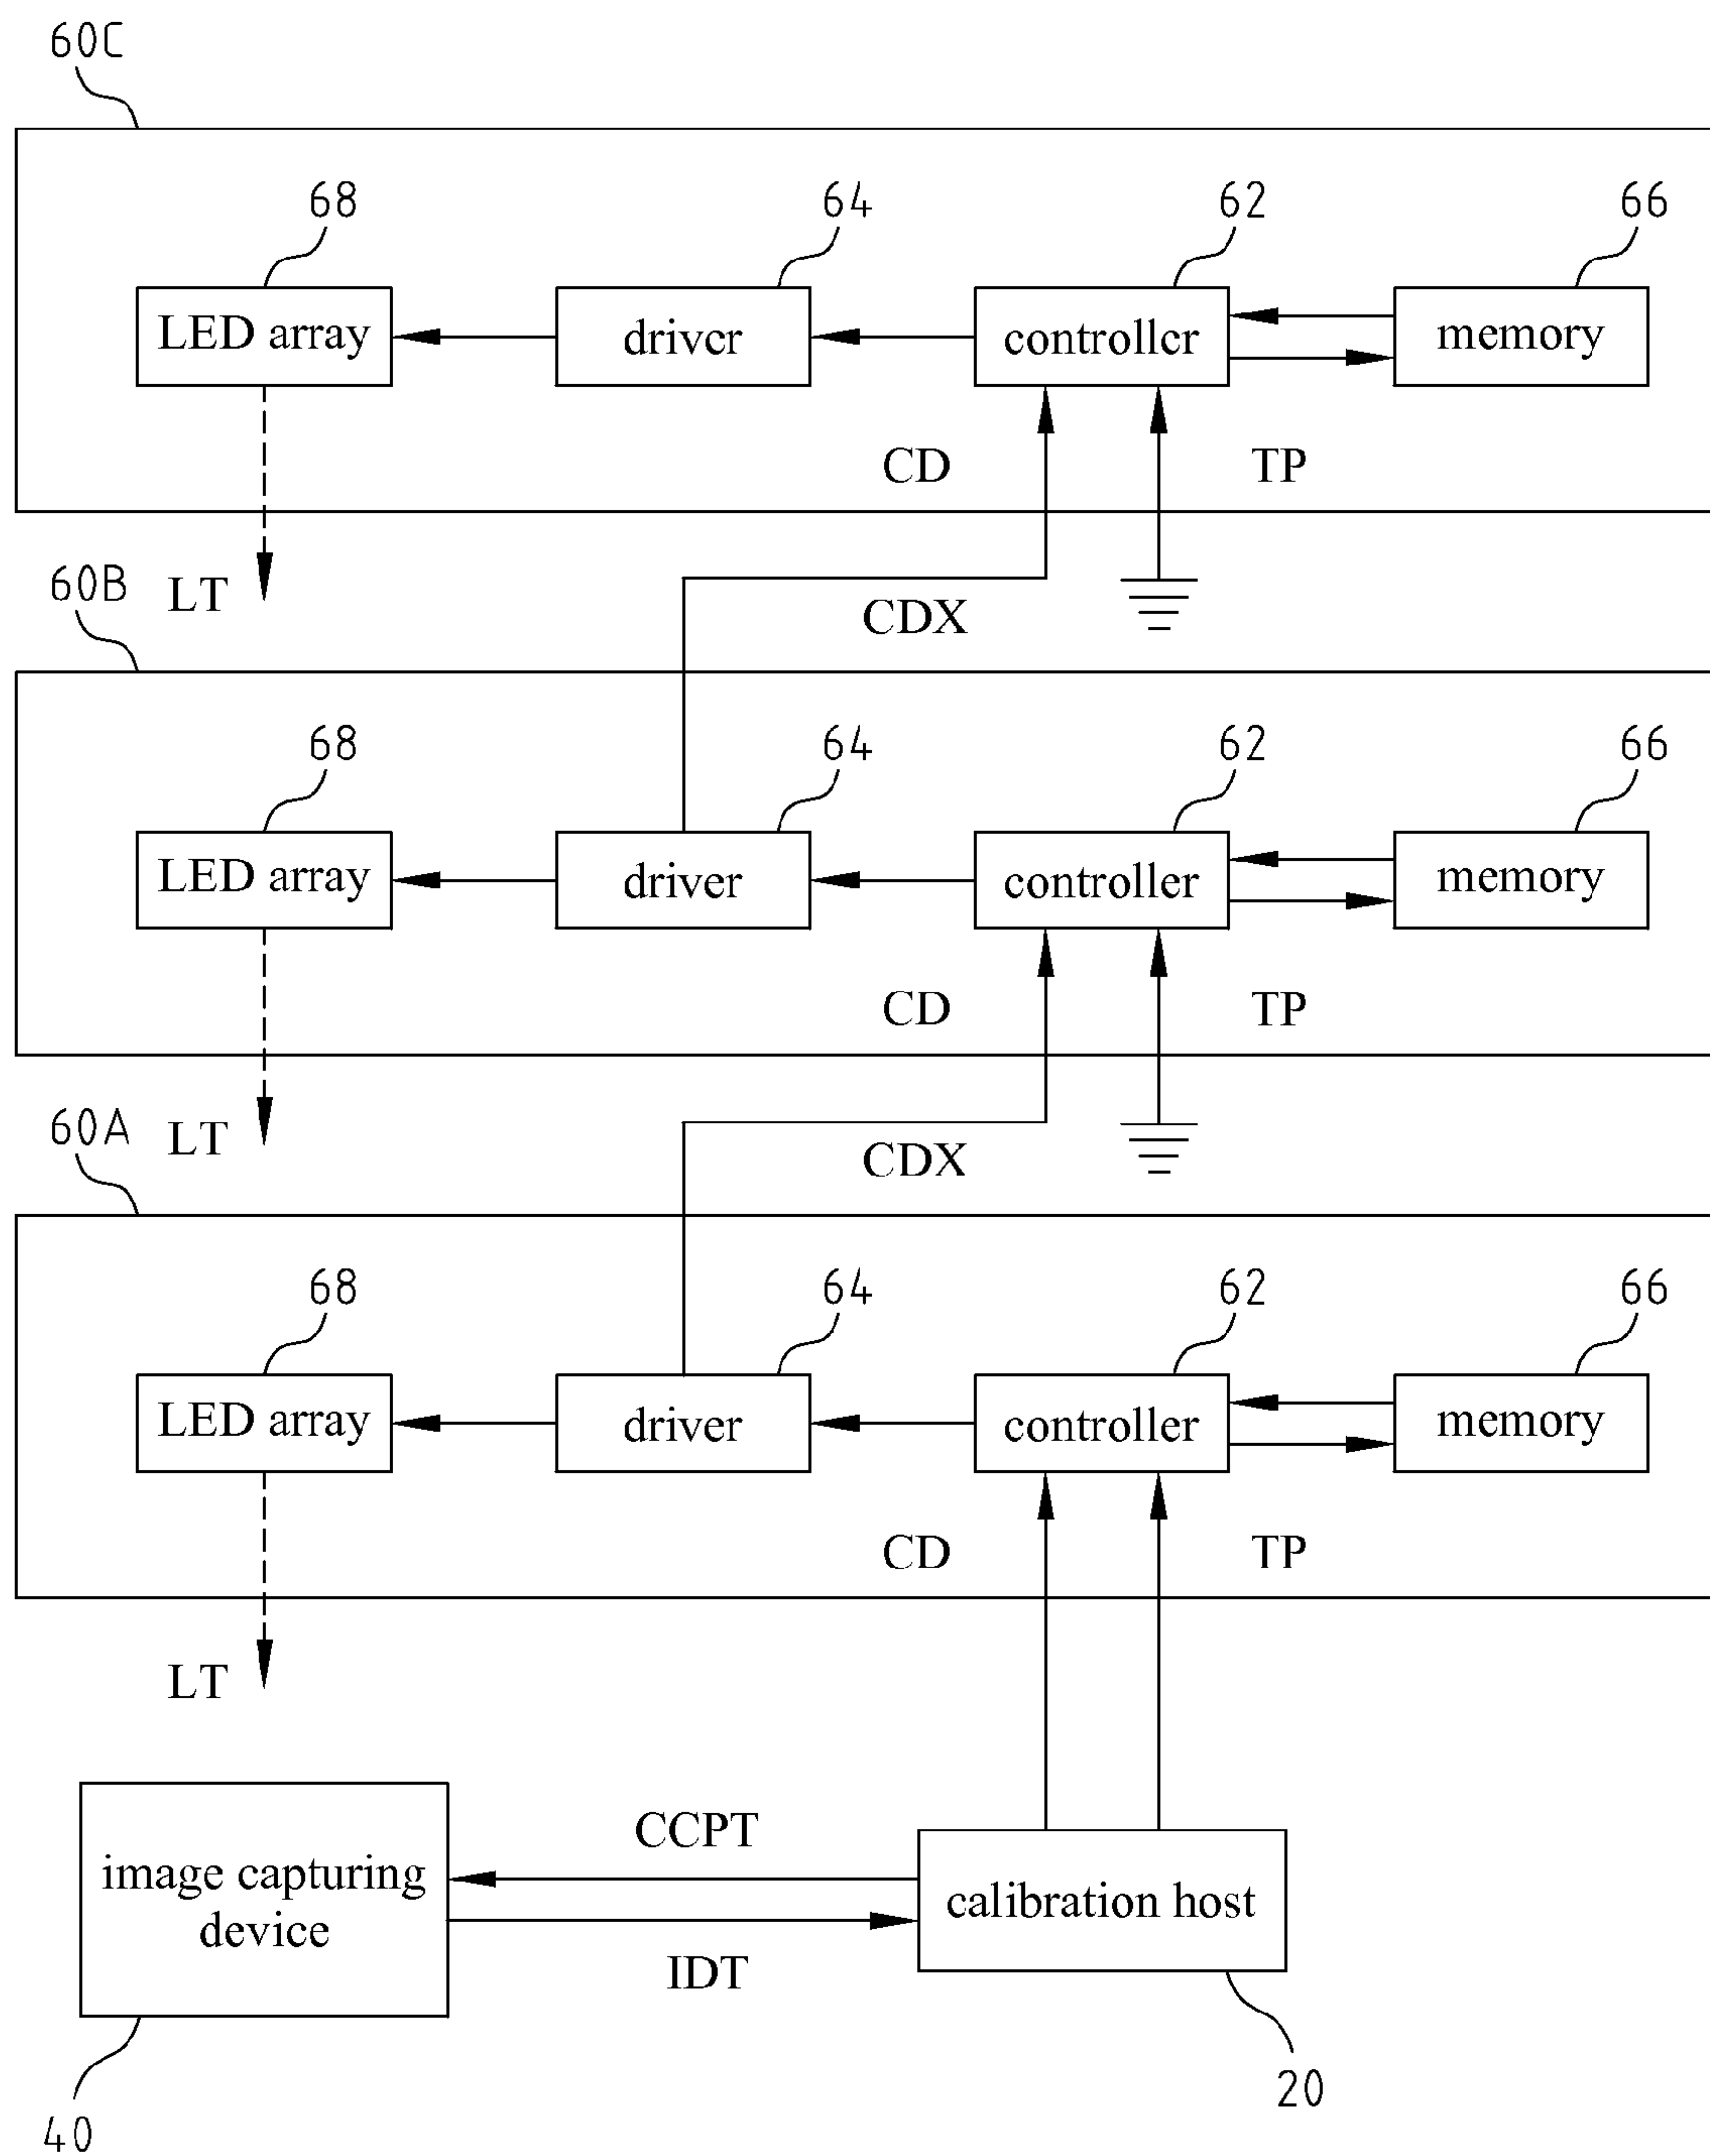 60C
68
64
62
66
LED array
drivcr
controllcr
memory
CD
TP
60B
LT
CDX
68
64
62
66
LED array
driver
controller
memory
CD
TP
60A
LT
CDX
68
64
62
66
LED array
driver
controller
memory
CD
TP
LT
CCPT
image capturing
device
calibration host
IDT
20
40